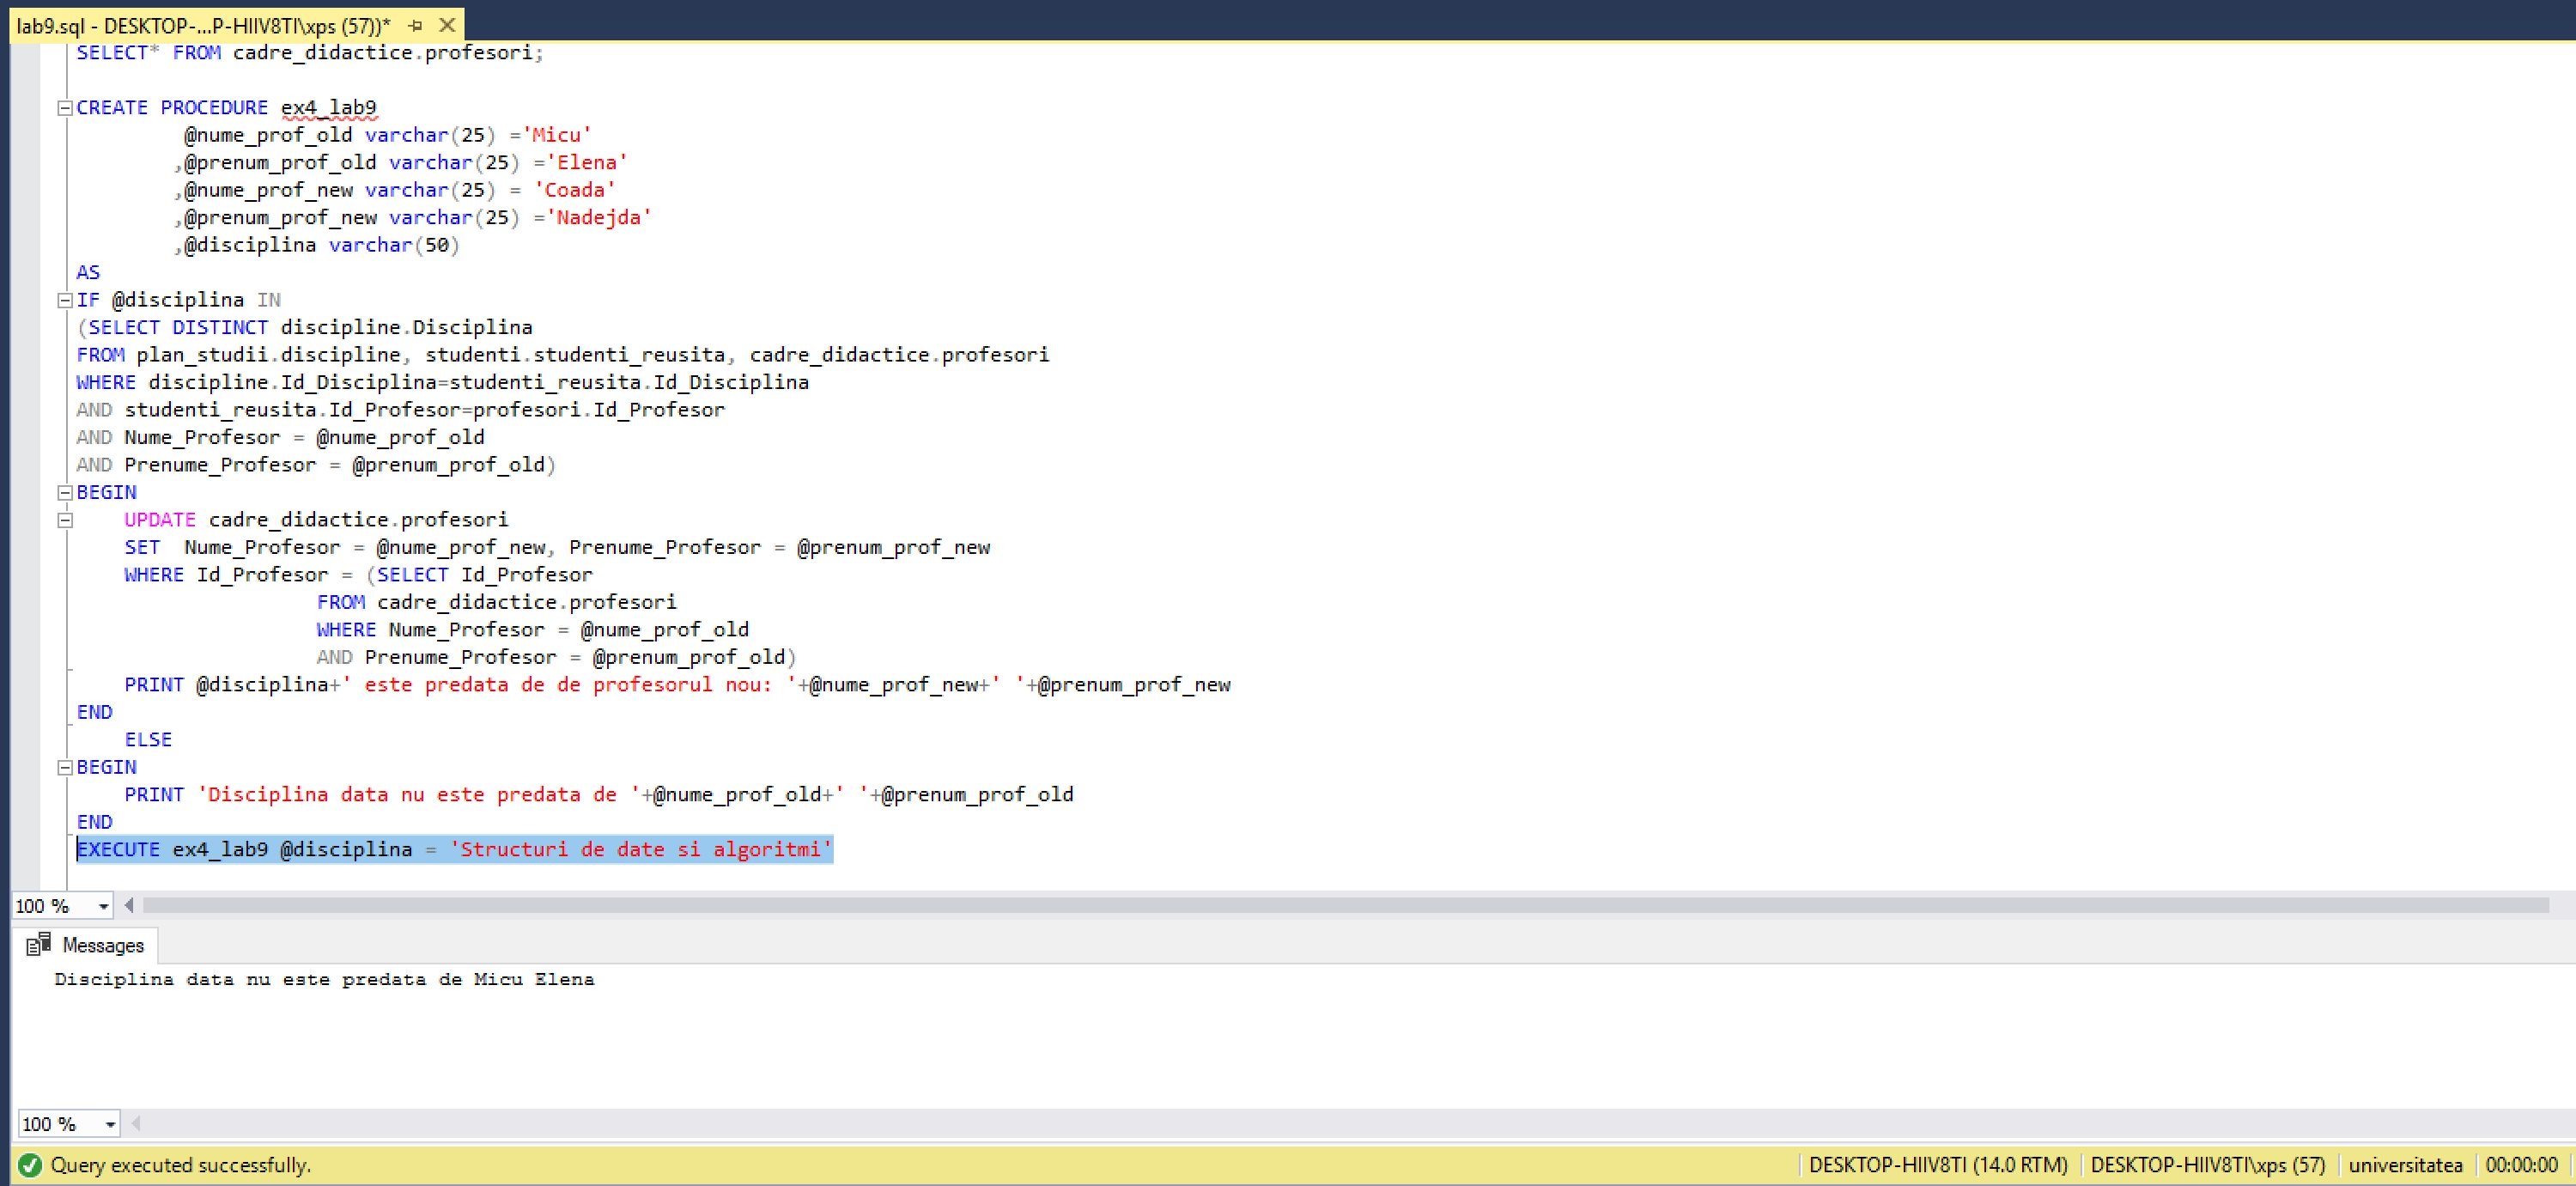 lab9.sql - DESKTOP-...P-HIIV8TI\xps (57))*
SELECT* FROM cadre_didactice.profesori;
CREATE PROCEDURE ex4_lab9
@nume_prof_old varchar(25) ='Micu'
,@prenum_prof_old varchar(25) ='Elena'
,@nume_prof_new varchar(25) = 'Coada'
,@prenum_prof_new varchar(25) ='Nadejda'
,@disciplina varchar(50)
AS
IF @disciplina IN
(SELECT DISTINCT discipline.Disciplina
FROM plan_studii.discipline, studenti.studenti_reusita, cadre_didactice.profesori
WHERE discipline.Id_Disciplina=studenti_reusita.Id_Disciplina
AND studenti_reusita.Id_Profesor=profesori.Id_Profesor
AND Nume_Profesor = @nume_prof_old
AND Prenume_Profesor = @prenum_prof_old)
BEGIN
UPDATE cadre_didactice.profesori
SET  Nume_Profesor = @nume_prof_new, Prenume_Profesor = @prenum_prof_new
WHERE Id_Profesor = (SELECT Id_Profesor
FROM cadre_didactice.profesori
WHERE Nume_Profesor = @nume_prof_old
AND Prenume_Profesor = @prenum_prof_old)
PRINT @disciplina+' este predata de de profesorul nou: '+@nume_prof_new+' '+@prenum_prof_new
END
ELSE
BEGIN
PRINT 'Disciplina data nu este predata de '+@nume_prof_old+' '+@prenum_prof_old
END
EXECUTE ex4_lab9 @disciplina = 'Structuri de date si algoritmi'
100 %
Messages
Disciplina data nu este predata de Micu Elena
100 %
Query executed successfully.
DESKTOP-HIIV8TI (14.0 RTM)
DESKTOP-HIIV8TI\xps (57)
universitatea
00:00:00